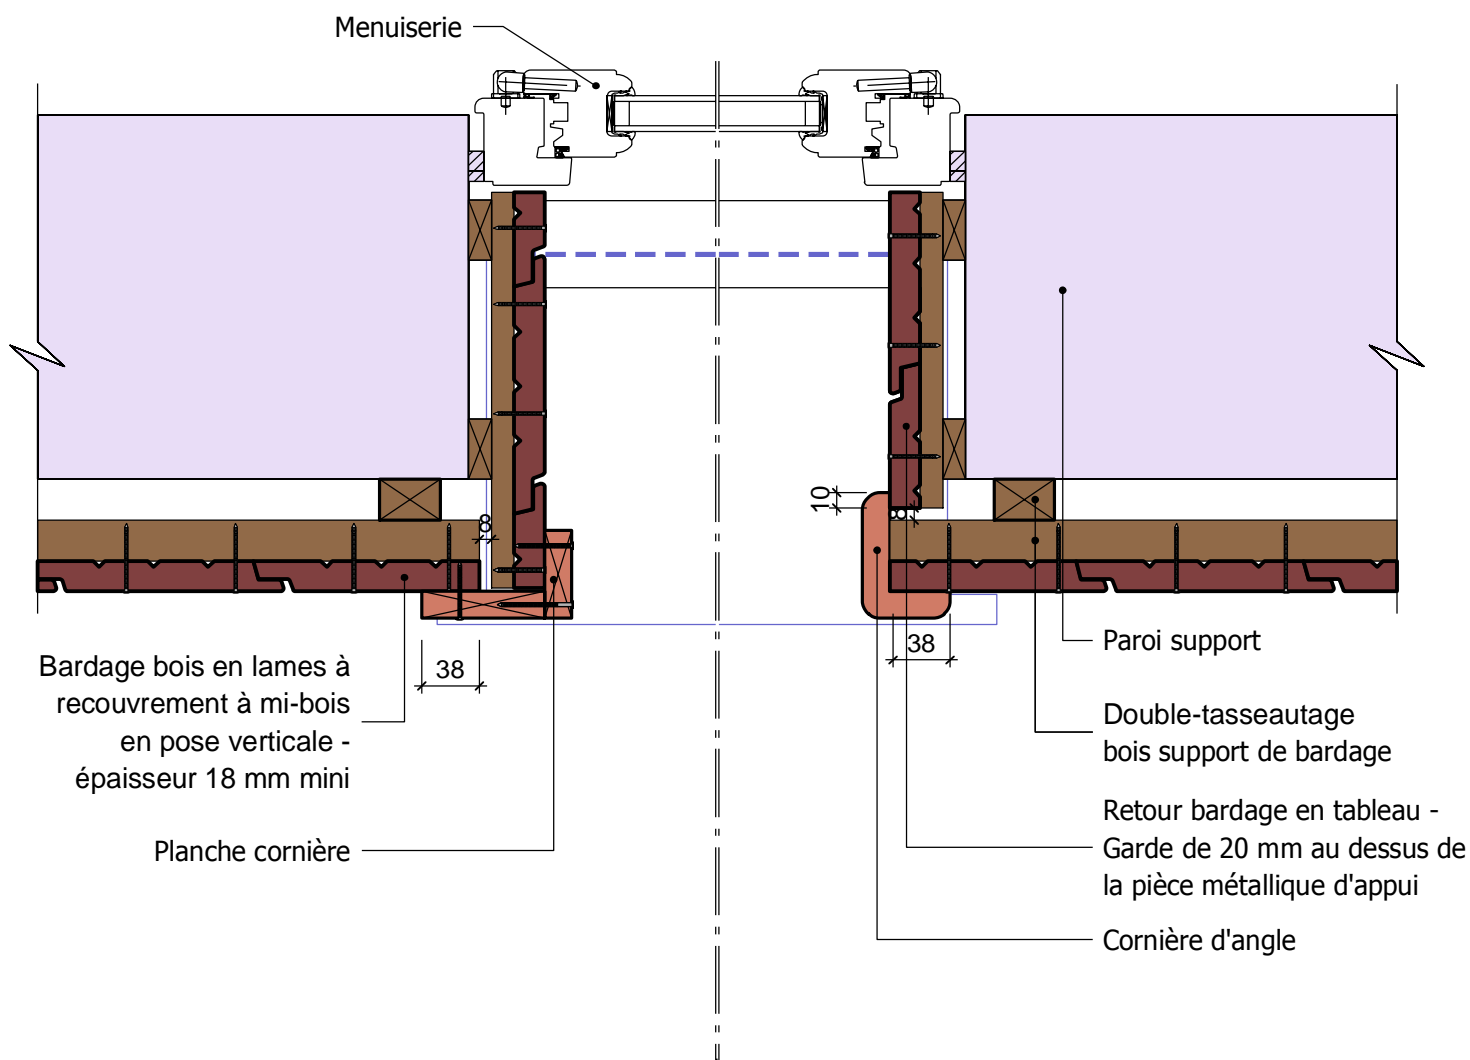 Menuiserie
10
8
8
38
38
Bardage bois en lames à
recouvrement à mi-bois
en pose verticale -
épaisseur 18 mm mini
Planche cornière
Paroi support
Double-tasseautage
bois support de bardage
Retour bardage en tableau -
Garde de 20 mm au dessus de
la pièce métallique d'appui
Cornière d'angle